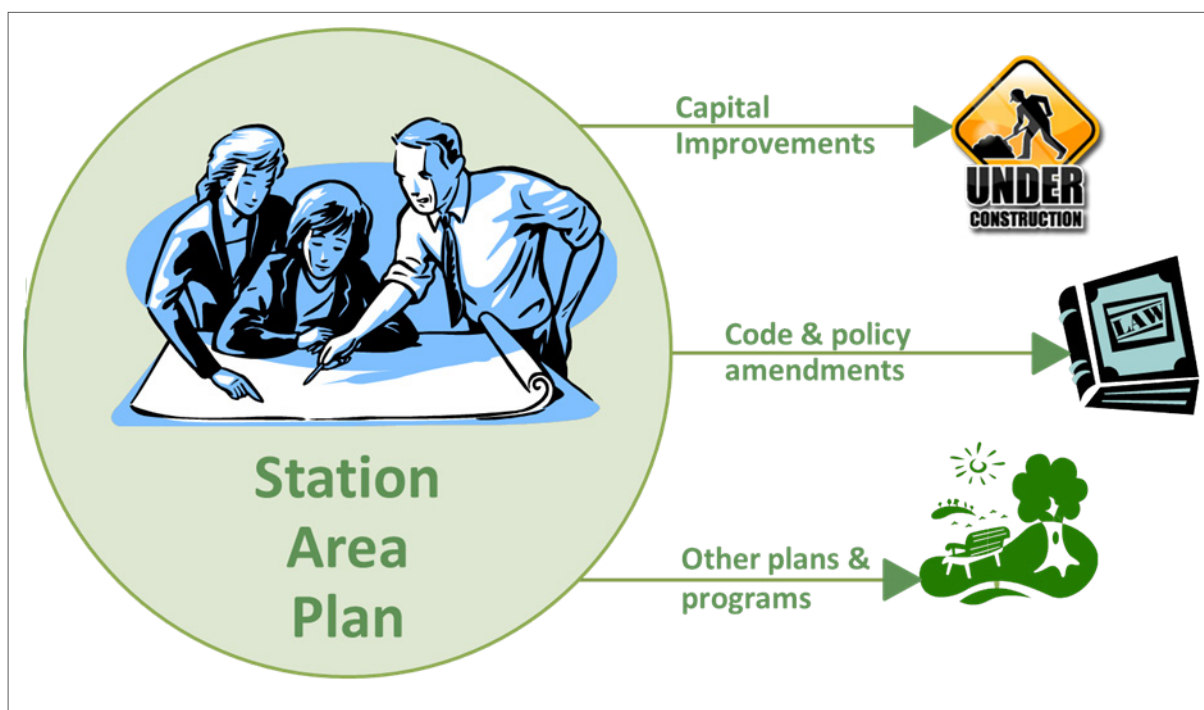 Capital
Improvements
UNDER
CONSTRUCTION
Code & policy
amendments
LAW
Station
Area
Plan
Other plans &
programs